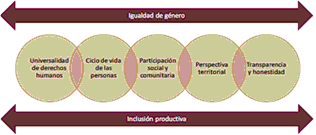 Igualdad de género
Universalidad
de derechos
humanos
Ciclo de vida
de las
personas
Participación
social y
comunitaria
Perspectiva
territorial
Transparencia
y honestidad
Inclusión productiva